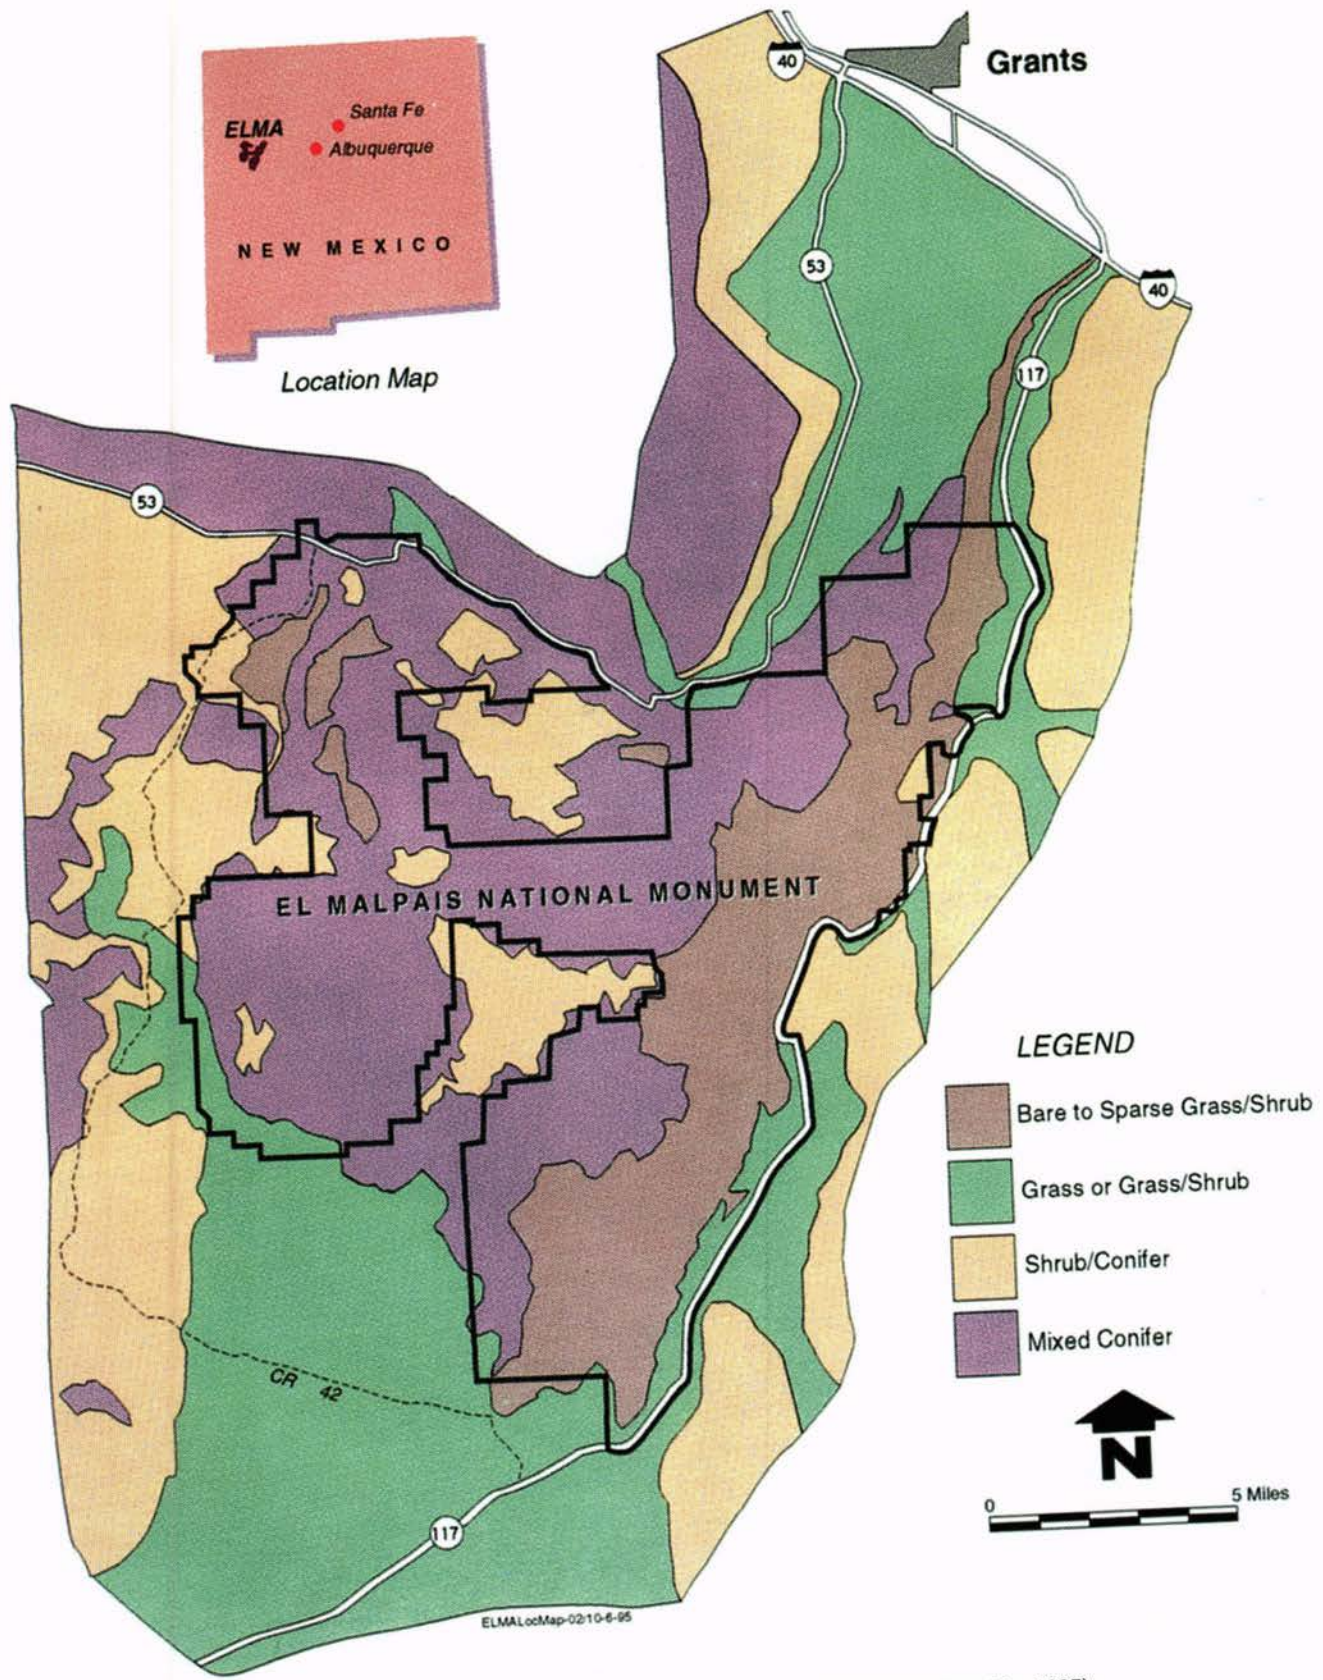 40
Grants
Santa Fe
ELMA
Albuquerque
NEW MEXICO
Location Map
53
40
117
53
EL MALPAIS NATIONAL MONUMENT
LEGEND
Bare to Sparse Grass/Shrub
Grass or Grass/Shrub
Shrub/Conifer
Mixed Conifer
CR 42
N
0 5 Miles
117
ELMALocMap-02/10-6-95